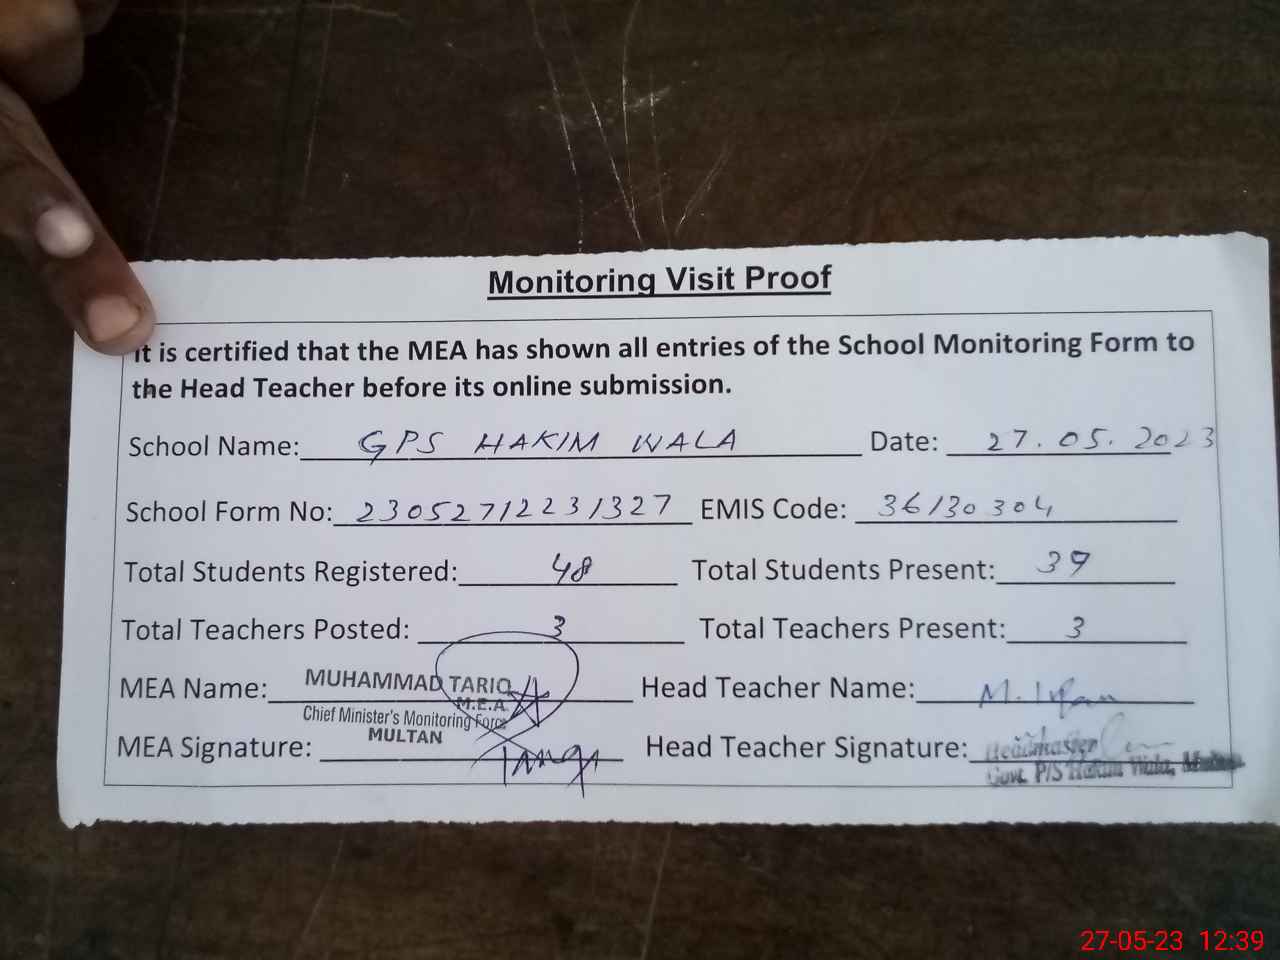 Monitoring Visit Proof
It is certified that the MEA has shown all entries of the School Monitoring Form to
the Head Teacher before its online submission.
School Name: GPS HAKIM WALA Date: 27.05.2023
School Form No: 23052712231327 EMIS Code: 36130304
Total Students Registered: 48 Total Students Present: 39
Total Teachers Posted: 3 Total Teachers Present: 3
MEA Name: MUHAMMAD TARIQ Head Teacher Name: M. Irfan
M.E.A.
Chief Minister's Monitoring Force
MULTAN
MEA Signature: Head Teacher Signature: Headmaster
Govt. P/S Hakim Wala,
27-05-23 12:39